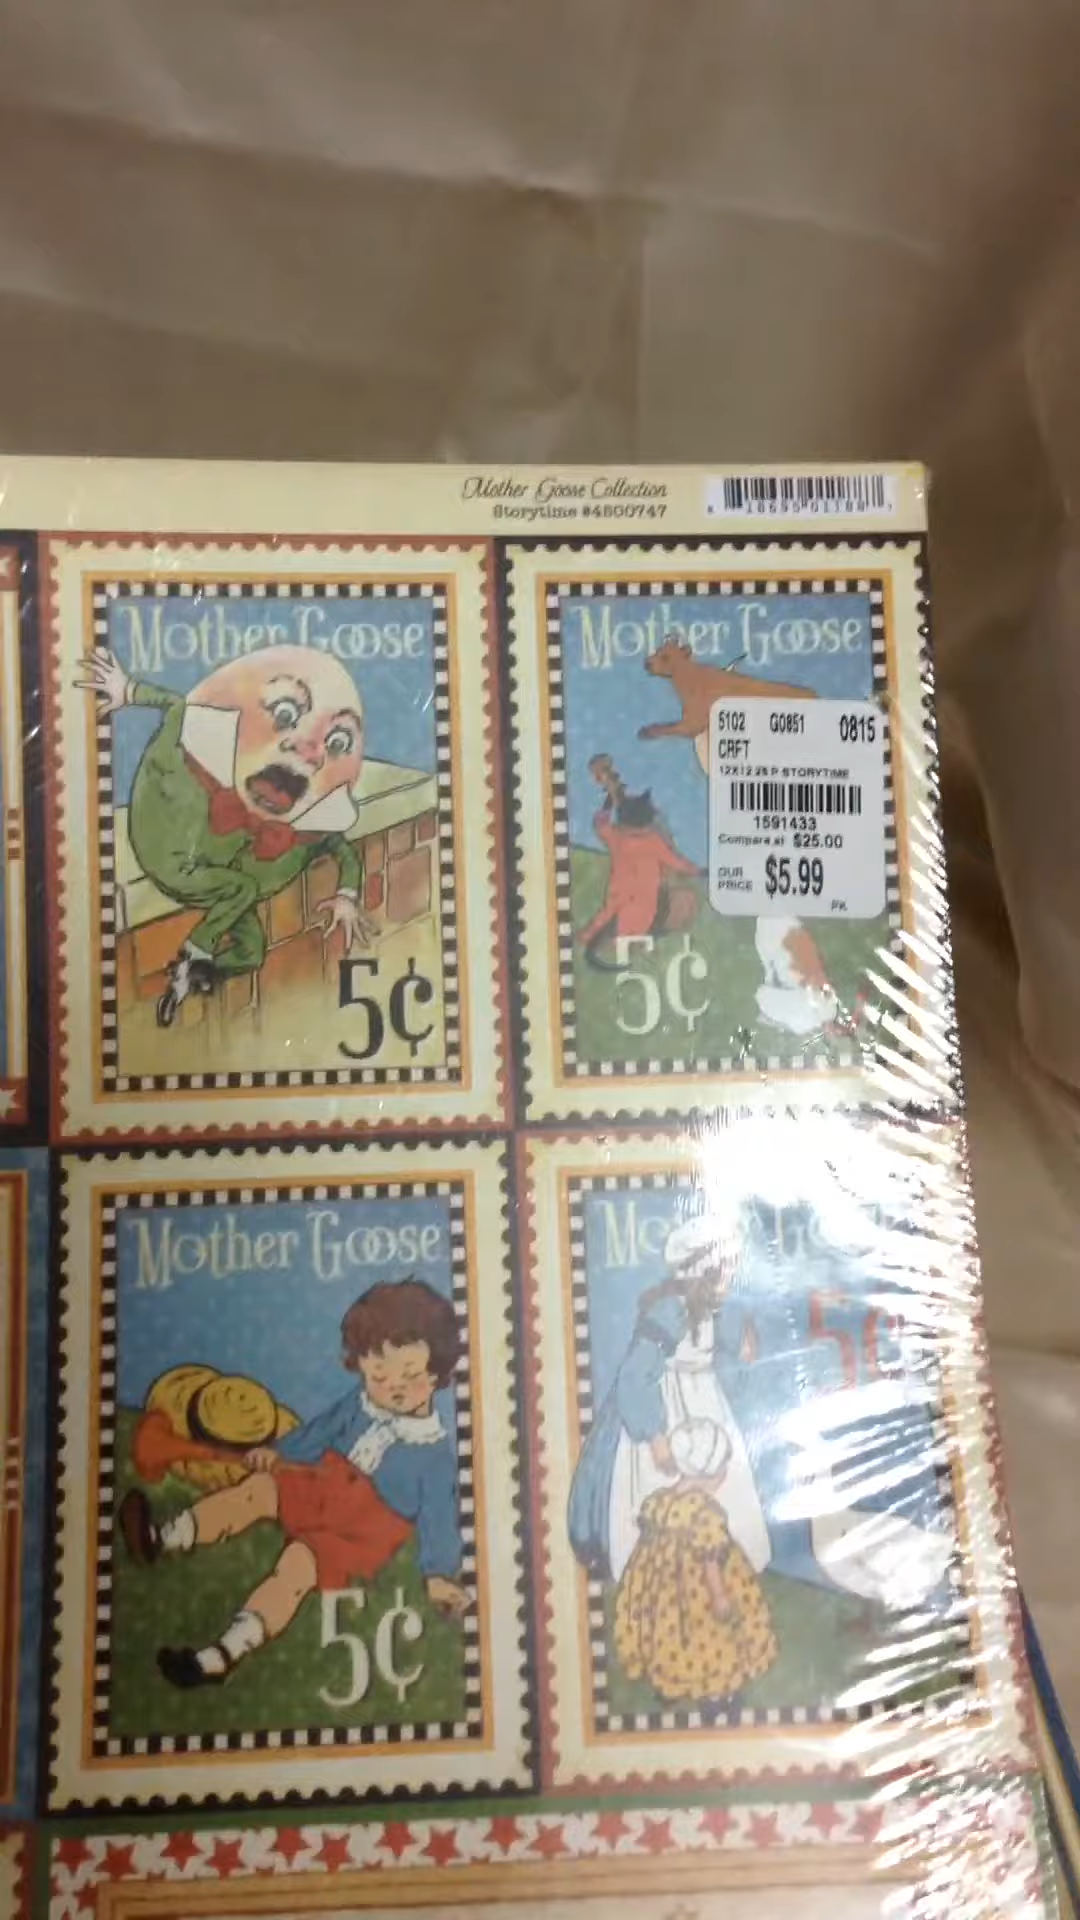 Mother Goose Collection
Storytime #4500747
Mother Goose
5¢
Mother Goose
5¢
5102 G0851 0815
CRFT
12X12 25 P STORYTIME
1591433
Compare at $25.00
OUR PRICE $5.99
PK
Mother Goose
5¢
5¢